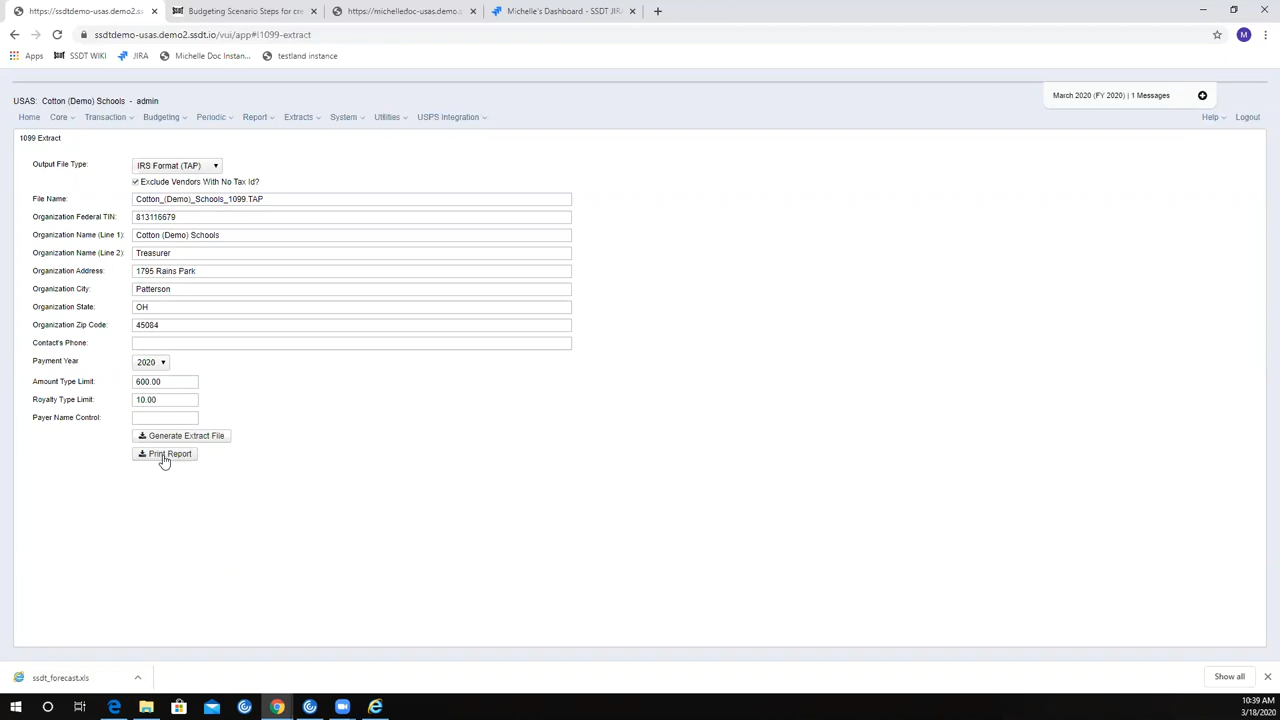 https://ssdtdemo-usas.demo2.s
Budgeting Scenario Steps for cre
https://michelledoc-usas.demo.
Michelle's Dashboard - SSDT JIRA
ssdtdemo-usas.demo2.ssdt.io/vui/app#!1099-extract
M
Apps
SSDT WIKI
JIRA
Michelle Doc Instan...
testland instance
USAS: Cotton (Demo) Schools - admin
March 2020 (FY 2020) | 1 Messages
Home
Core
Transaction
Budgeting
Periodic
Report
Extracts
System
Utilities
USPS Integration
Help
Logout
1099 Extract
Output File Type:
IRS Format (TAP)
Exclude Vendors With No Tax Id?
File Name:
Cotton_(Demo)_Schools_1099.TAP
Organization Federal TIN:
813116679
Organization Name (Line 1):
Cotton (Demo) Schools
Organization Name (Line 2):
Treasurer
Organization Address:
1795 Rains Park
Organization City:
Patterson
Organization State:
OH
Organization Zip Code:
45084
Contact's Phone:
Payment Year
2020
Amount Type Limit:
600.00
Royalty Type Limit:
10.00
Payer Name Control:
Generate Extract File
Print Report
ssdt_forecast.xls
Show all
10:39 AM
3/18/2020